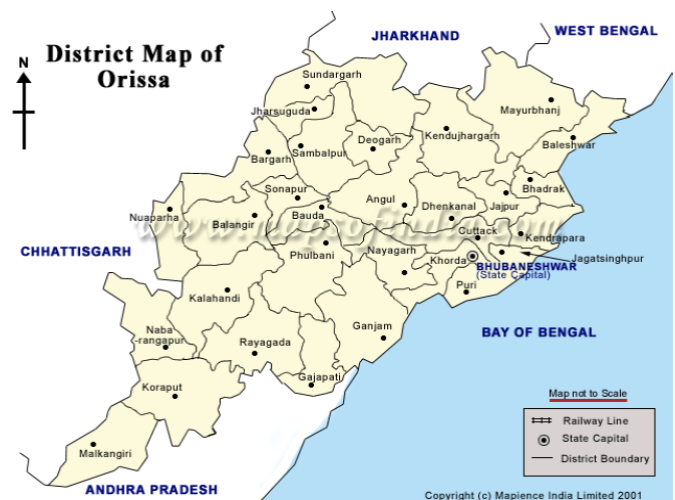 District Map of
Orissa
N
JHARKHAND
WEST BENGAL
Sundargarh
Mayurbhanj
Jharsuguda
Kendujhargarh
Deogarh
Baleshwar
Sambalpur
Bargarh
Bhadrak
Sonapur
Angul
Dhenkanal
Jajpur
Nuaparha
Bauda
Balangir
www.mapsofindia.com
Cuttack
Kendrapara
CHHATTISGARH
Phulbani
Nayagarh
Khorda
Jagatsinghpur
BHUBANESHWAR
(State Capital)
Puri
Kalahandi
Naba
-rangapur
Ganjam
BAY OF BENGAL
Rayagada
Gajapati
Koraput
Malkangiri
ANDHRA PRADESH
Map not to Scale
Railway Line
State Capital
District Boundary
Copyright (c) Mapience India Limited 2001